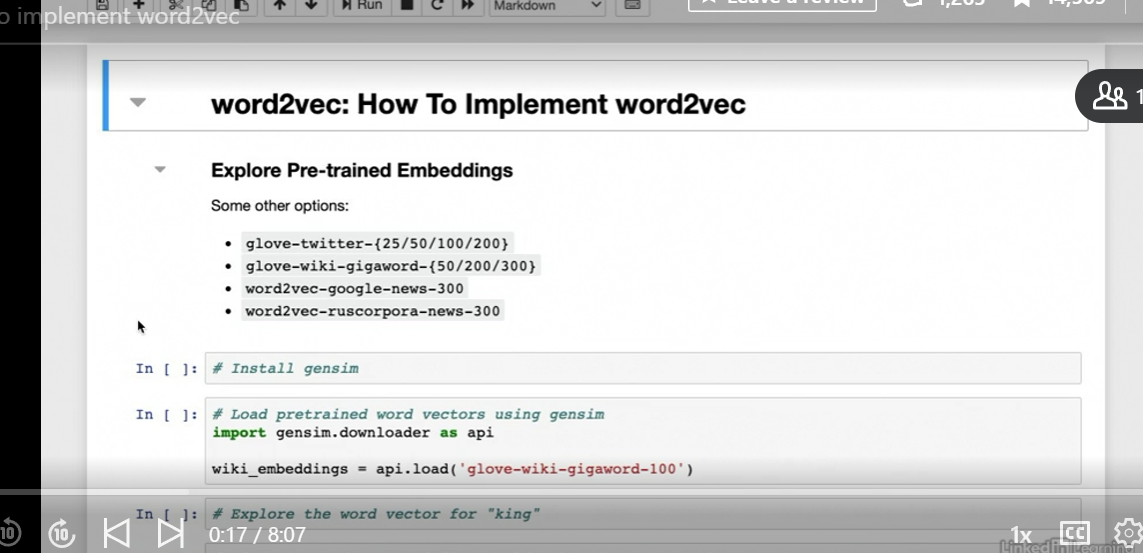 o implement word2vec
Run
Markdown
Leave a review
word2vec: How To Implement word2vec
1
Explore Pre-trained Embeddings
Some other options:
glove-twitter-{25/50/100/200}
glove-wiki-gigaword-{50/200/300}
word2vec-google-news-300
word2vec-ruscorpora-news-300
In [ ]: # Install gensim
In [ ]: # Load pretrained word vectors using gensim
import gensim.downloader as api
wiki_embeddings = api.load('glove-wiki-gigaword-100')
In [ ]: # Explore the word vector for "king"
10 10 0:17 / 8:07 1x CC
LinkedIn Learning